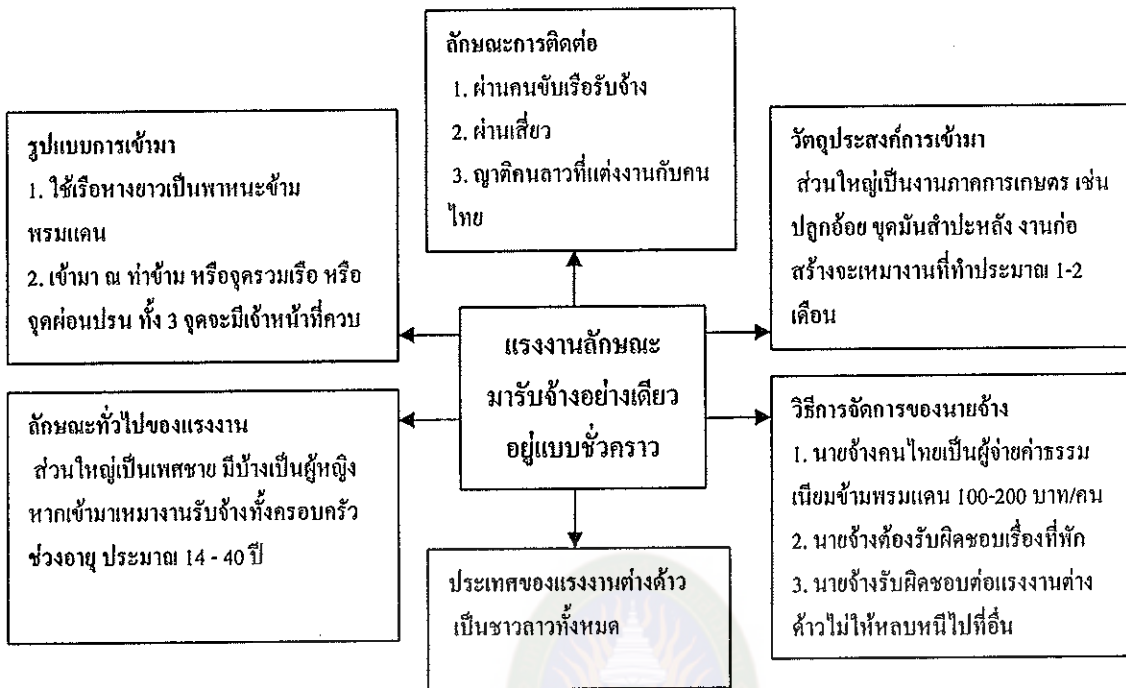 ลักษณะการติดต่อ
1. ผ่านคนขับเรือรับจ้าง
2. ผ่านเสี่ยว
3. ญาติคนลาวที่แต่งงานกับคน
ไทย
รูปแบบการเข้ามา
1. ใช้เรือหางยาวเป็นพาหนะข้าม
พรมแดน
2. เข้ามา ณ ท่าข้าม หรือจุดรวมเรือ หรือ
จุดผ่อนปรน ทั้ง 3 จุดจะมีเจ้าหน้าที่ควบ
วัตถุประสงค์การเข้ามา
ส่วนใหญ่เป็นงานภาคการเกษตร เช่น
ปลูกอ้อย ขุดมันสำปะหลัง งานก่อ
สร้างจะเหมางานที่ทำประมาณ 1-2
เดือน
แรงงานลักษณะ
มารับจ้างอย่างเดียว
อยู่แบบชั่วคราว
ลักษณะทั่วไปของแรงงาน
ส่วนใหญ่เป็นเพศชาย มีบ้างเป็นผู้หญิง
หากเข้ามาเหมางานรับจ้างทั้งครอบครัว
ช่วงอายุ ประมาณ 14 - 40 ปี
วิธีการจัดการของนายจ้าง
1. นายจ้างคนไทยเป็นผู้จ่ายค่าธรรม
เนียมข้ามพรมแดน 100-200 บาท/คน
2. นายจ้างต้องรับผิดชอบเรื่องที่พัก
3. นายจ้างรับผิดชอบต่อแรงงานต่าง
ด้าวไม่ให้หลบหนีไปที่อื่น
ประเทศของแรงงานต่างด้าว
เป็นชาวลาวทั้งหมด